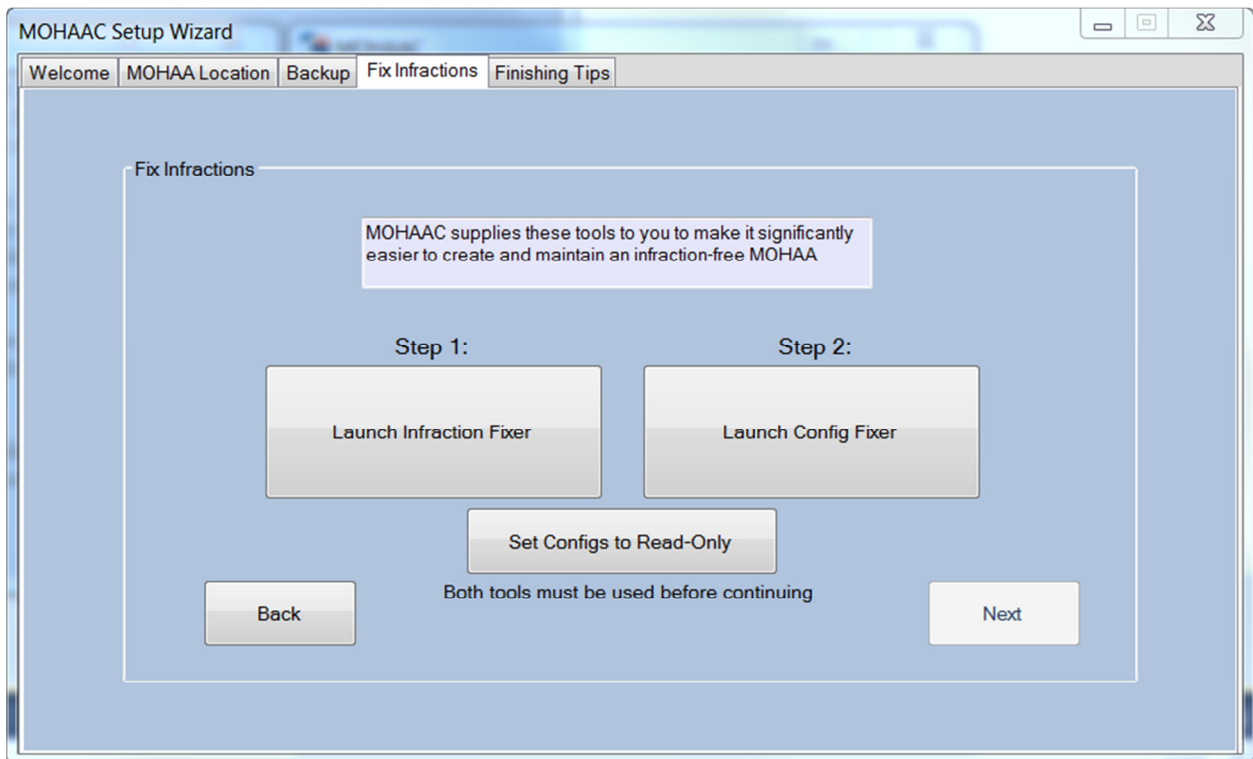 MOHAAC Setup Wizard
Welcome MOHAA Location Backup Fix Infractions Finishing Tips
Fix Infractions
MOHAAC supplies these tools to you to make it significantly
easier to create and maintain an infraction-free MOHAA
Step 1: Step 2:
Launch Infraction Fixer Launch Config Fixer
Set Configs to Read-Only
Both tools must be used before continuing
Back Next